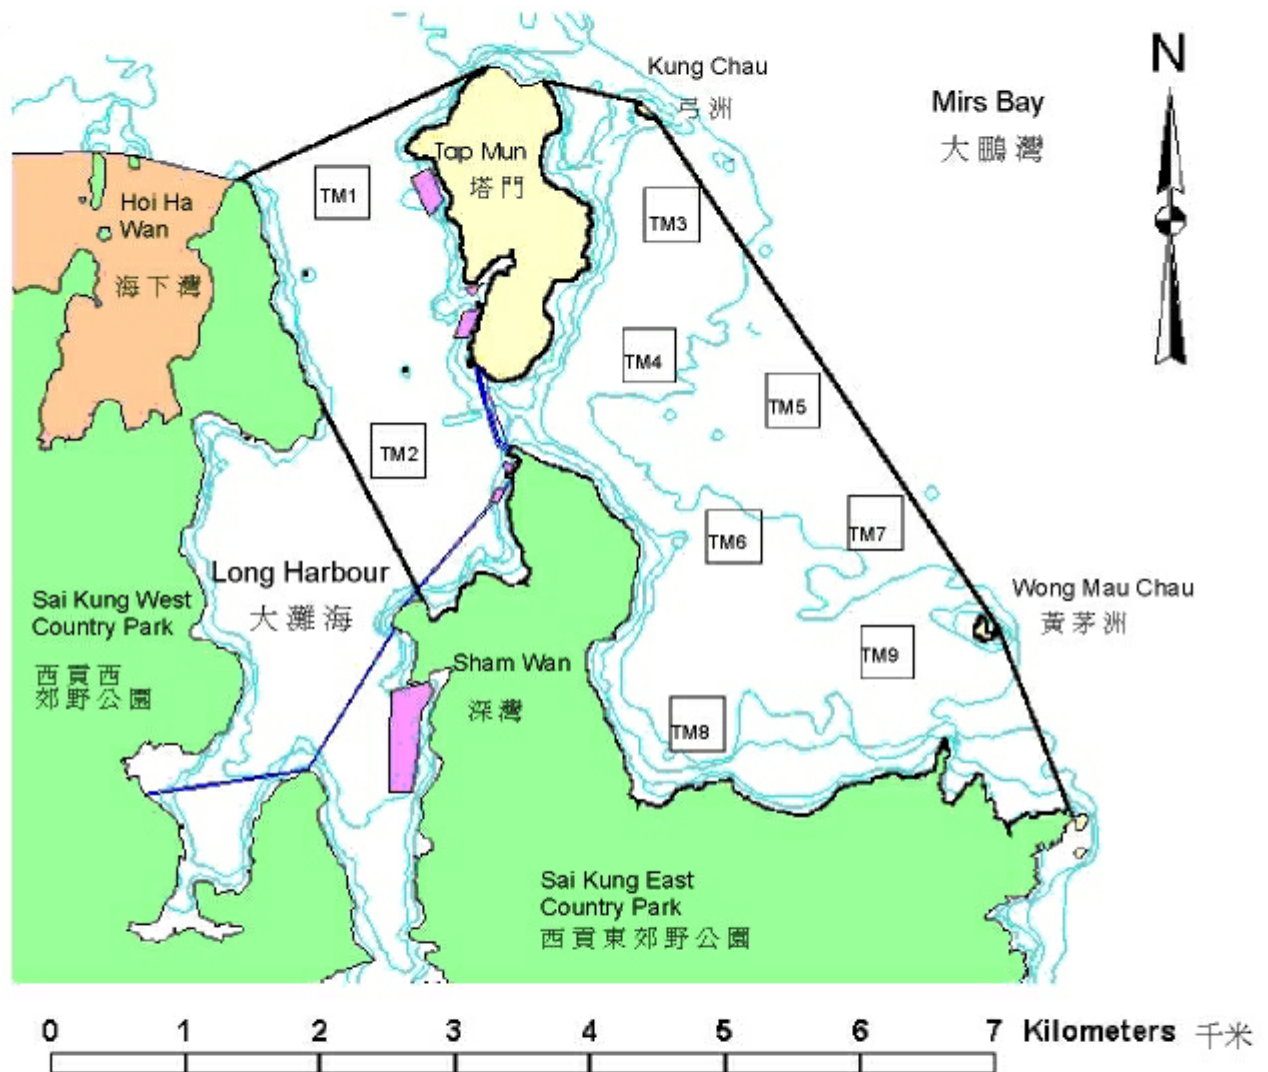 N
Kung Chau
弓洲
Mirs Bay
大鵬灣
Tap Mun
塔門
TM1
Hoi Ha
Wan
海下灣
TM3
TM4
TM5
TM2
TM6
TM7
Long Harbour
大灘海
Sai Kung West
Country Park
西貢西
郊野公園
Wong Mau Chau
黃茅洲
TM9
Sham Wan
深灣
TM8
Sai Kung East
Country Park
西貢東郊野公園
0 1 2 3 4 5 6 7 Kilometers 千米